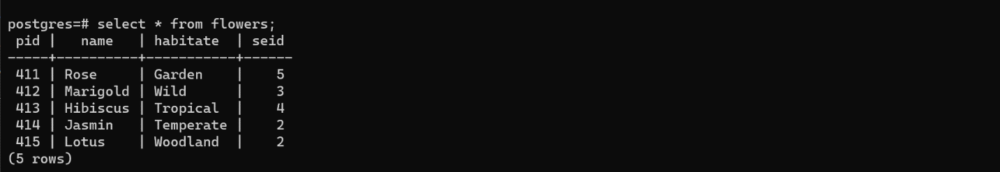 postgres=# select * from flowers;
 pid |   name   | habitate  | seid
-----+----------+-----------+------
 411 | Rose     | Garden    |    5
 412 | Marigold | Wild      |    3
 413 | Hibiscus | Tropical  |    4
 414 | Jasmin   | Temperate |    2
 415 | Lotus    | Woodland  |    2
(5 rows)